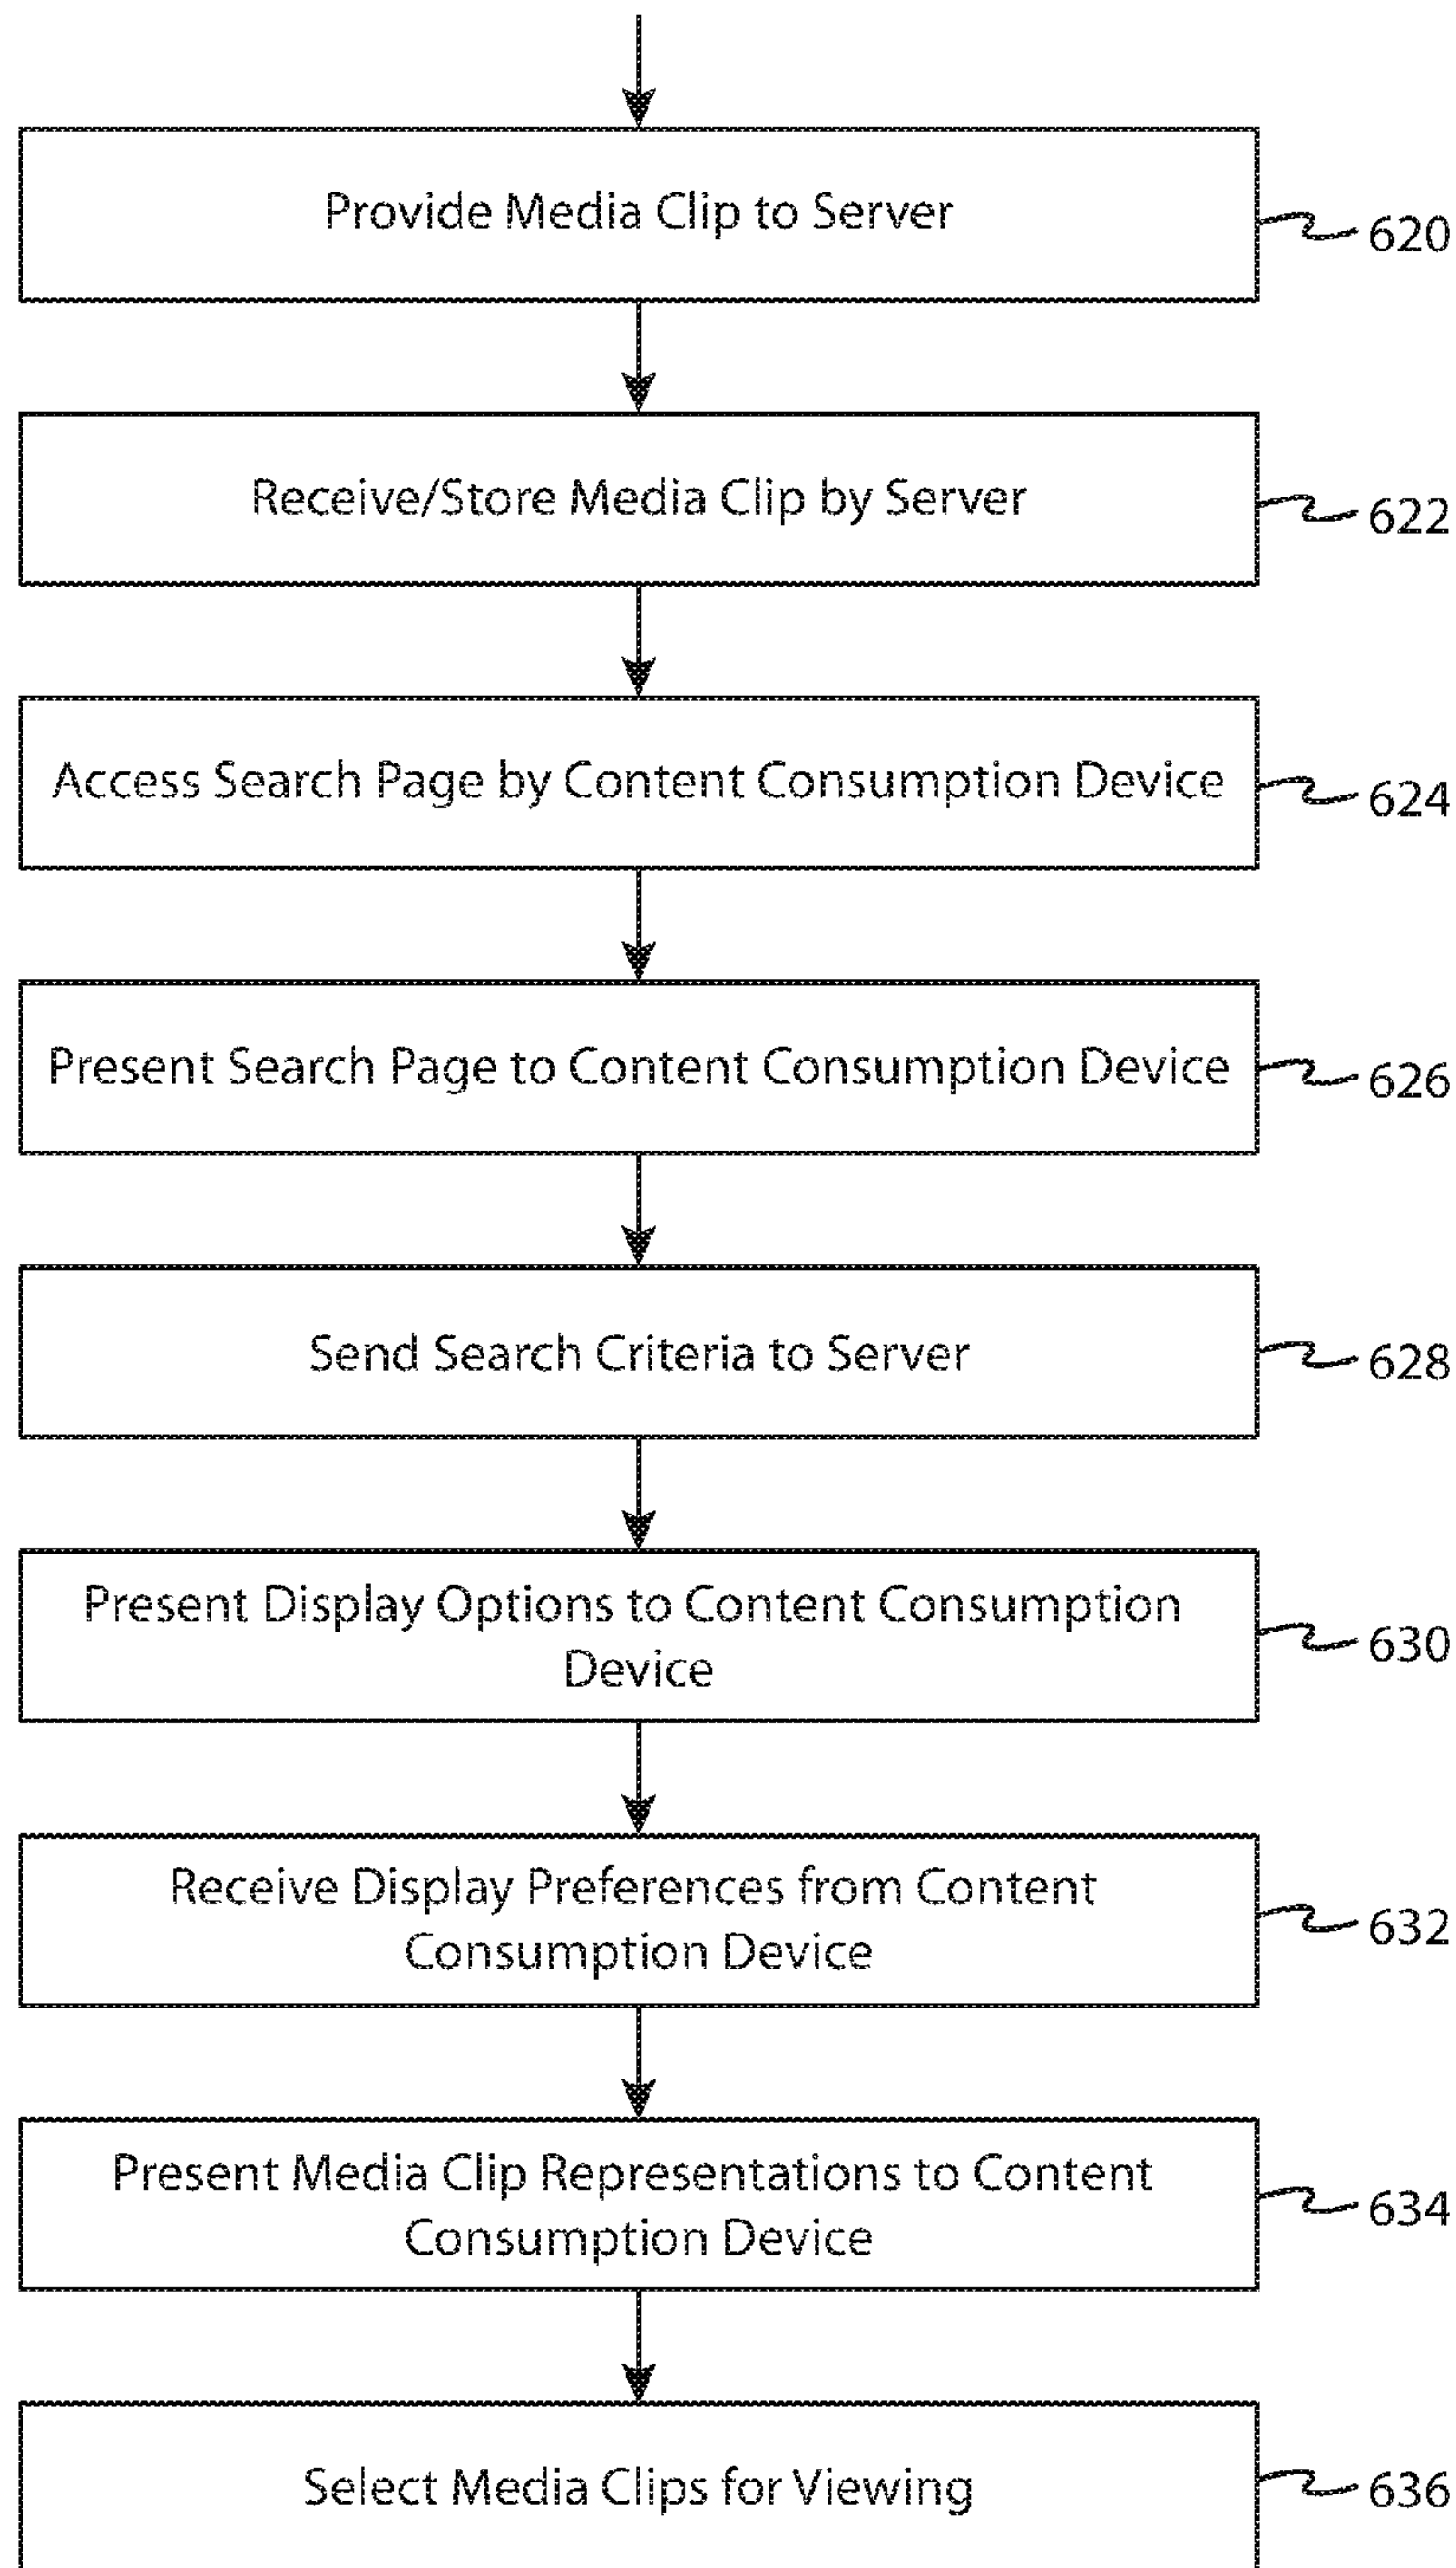 Provide Media Clip to Server
620
Receive/Store Media Clip by Server
622
Access Search Page by Content Consumption Device
624
Present Search Page to Content Consumption Device
626
Send Search Criteria to Server
628
Present Display Options to Content Consumption
Device
630
Receive Display Preferences from Content
Consumption Device
632
Present Media Clip Representations to Content
Consumption Device
634
Select Media Clips for Viewing
636